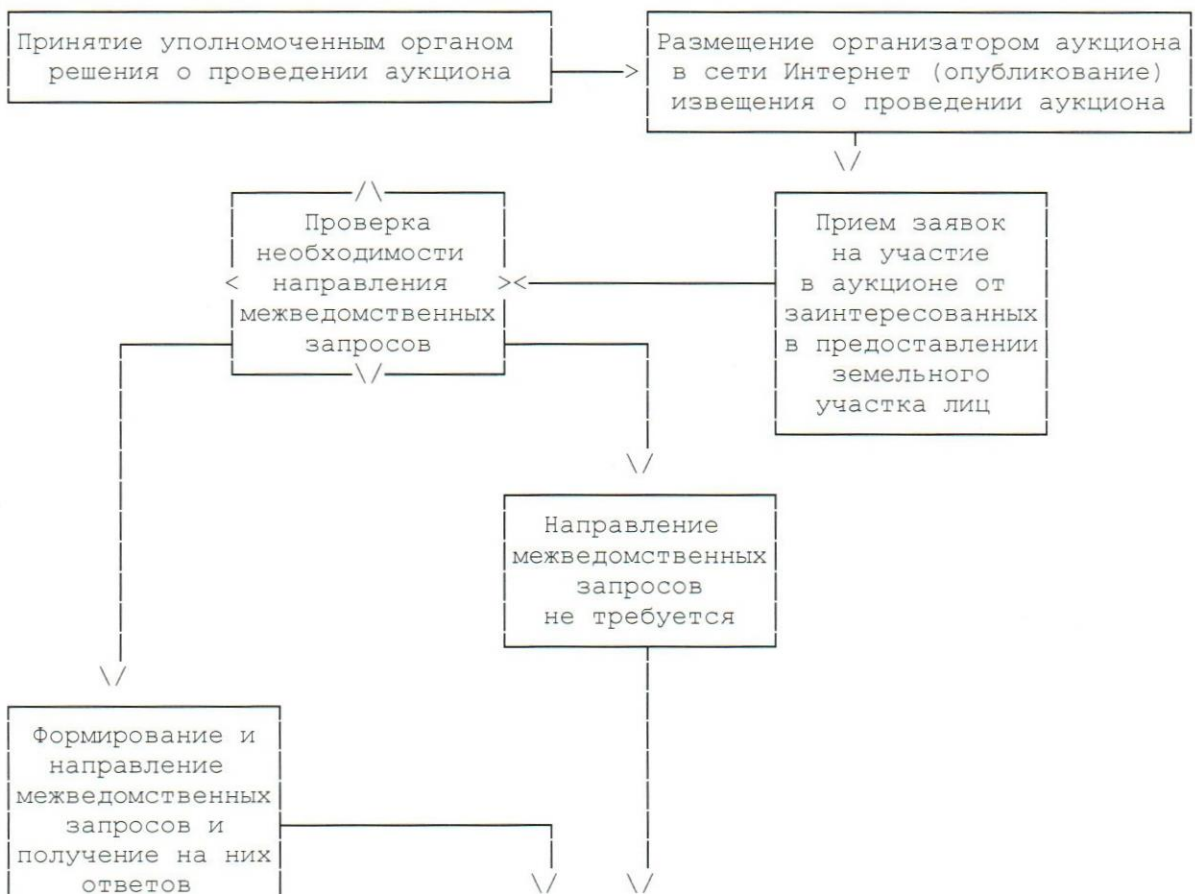 Принятие уполномоченным органом
решения о проведении аукциона
Размещение организатором аукциона
в сети Интернет (опубликование)
извещения о проведении аукциона
Проверка
необходимости
направления
межведомственных
запросов
Прием заявок
на участие
в аукционе от
заинтересованных
в предоставлении
земельного
участка лиц
Направление
межведомственных
запросов
не требуется
Формирование и
направление
межведомственных
запросов и
получение на них
ответов